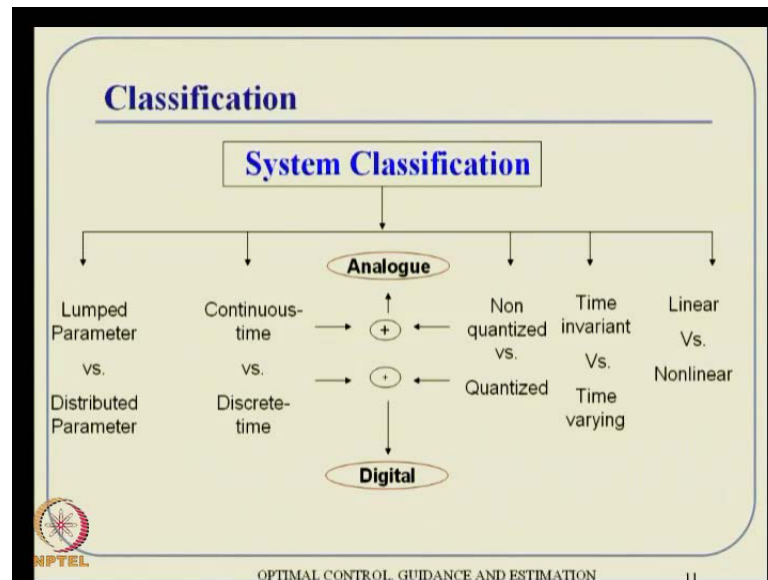 Classification
System Classification
Analogue
Lumped
Parameter
vs.
Distributed
Parameter
Continuous-
time
vs.
Discrete-
time
+
+
Non
quantized
vs.
Quantized
Time
invariant
Vs.
Time
varying
Linear
Vs.
Nonlinear
Digital
NPTEL
OPTIMAL CONTROL, GUIDANCE AND ESTIMATION
11